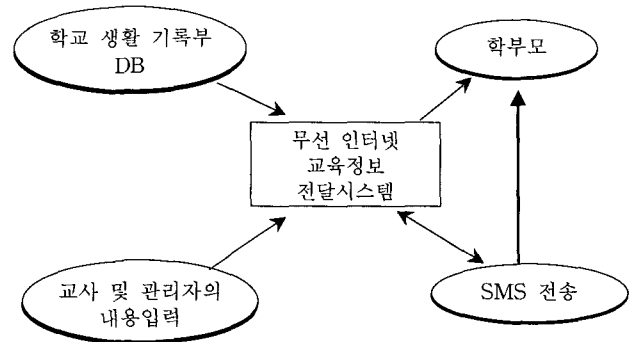 학교 생활 기록부
DB
학부모
무선 인터넷
교육정보
전달시스템
교사 및 관리자의
내용입력
SMS 전송